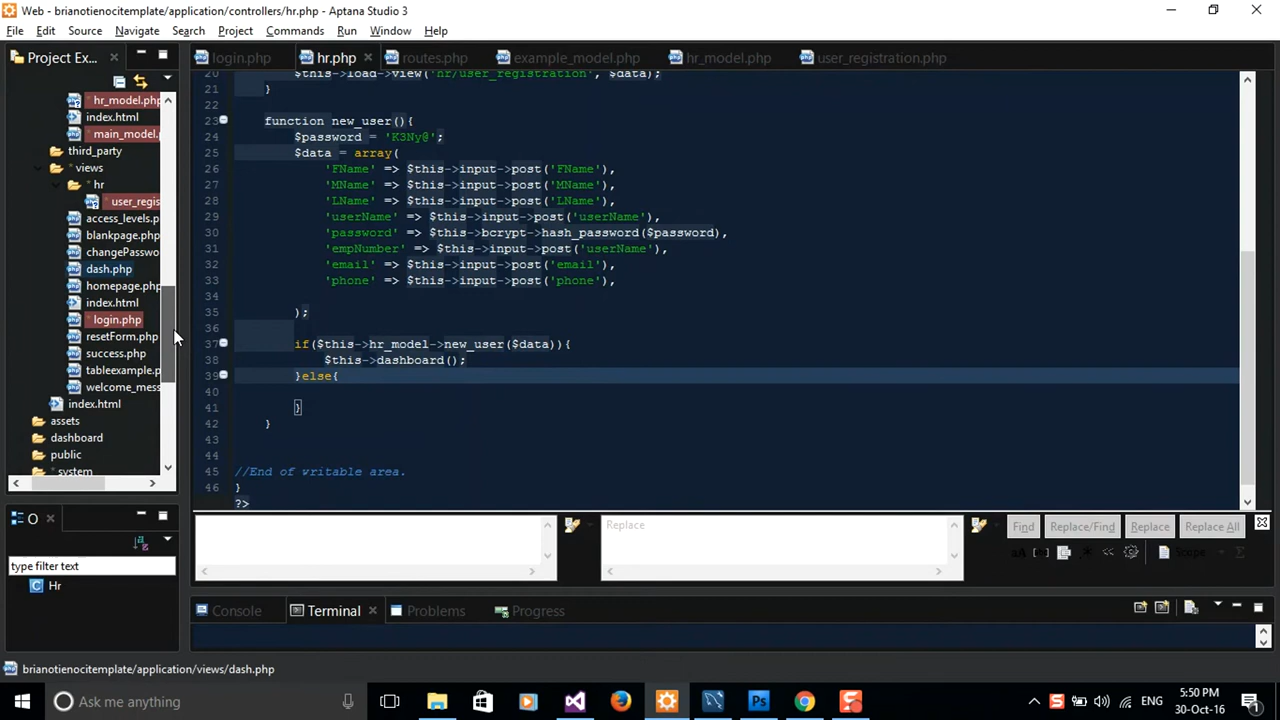 Web - brianotienocitemplate/application/controllers/hr.php - Aptana Studio 3
File Edit Source Navigate Search Project Commands Run Window Help
Project Ex...
login.php hr.php routes.php example_model.php hr_model.php user_registration.php
hr_model.php
index.html
main_model.
third_party
views
hr
user_regis
access_levels.p
blankpage.php
changePasswo
dash.php
homepage.php
index.html
login.php
resetForm.php
success.php
tableexample.p
welcome_mess
index.html
assets
dashboard
public
system
20 $this->load->view('hr/user_registration', $data);
21 }
22
23 function new_user(){
24 $password = 'K3Ny@';
25 $data = array(
26 'FName' => $this->input->post('FName'),
27 'MName' => $this->input->post('MName'),
28 'LName' => $this->input->post('LName'),
29 'userName' => $this->input->post('userName'),
30 'password' => $this->bcrypt->hash_password($password),
31 'empNumber' => $this->input->post('userName'),
32 'email' => $this->input->post('email'),
33 'phone' => $this->input->post('phone'),
34
35 );
36
37 if($this->hr_model->new_user($data)){
38 $this->dashboard();
39 }else{
40
41 }
42 }
43
44
45 //End of writable area.
46 }
?>
O
type filter text
Hr
Replace
Find Replace/Find Replace Replace All
Scope
Console Terminal Problems Progress
brianotienocitemplate/application/views/dash.php
Ask me anything
ENG
5:50 PM
30-Oct-16